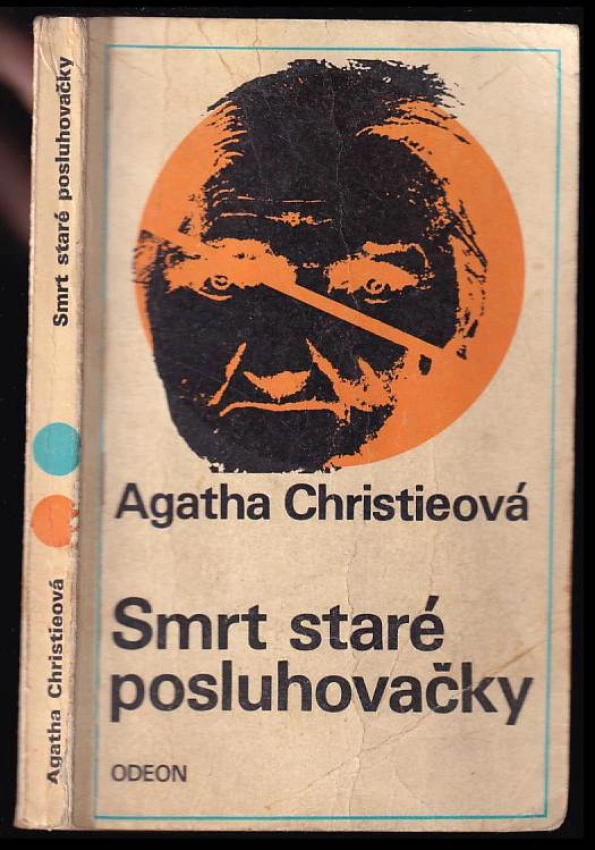 Smrt staré posluhovačky
Agatha Christieová
Agatha Christieová
Smrt staré
posluhovačky
ODEON